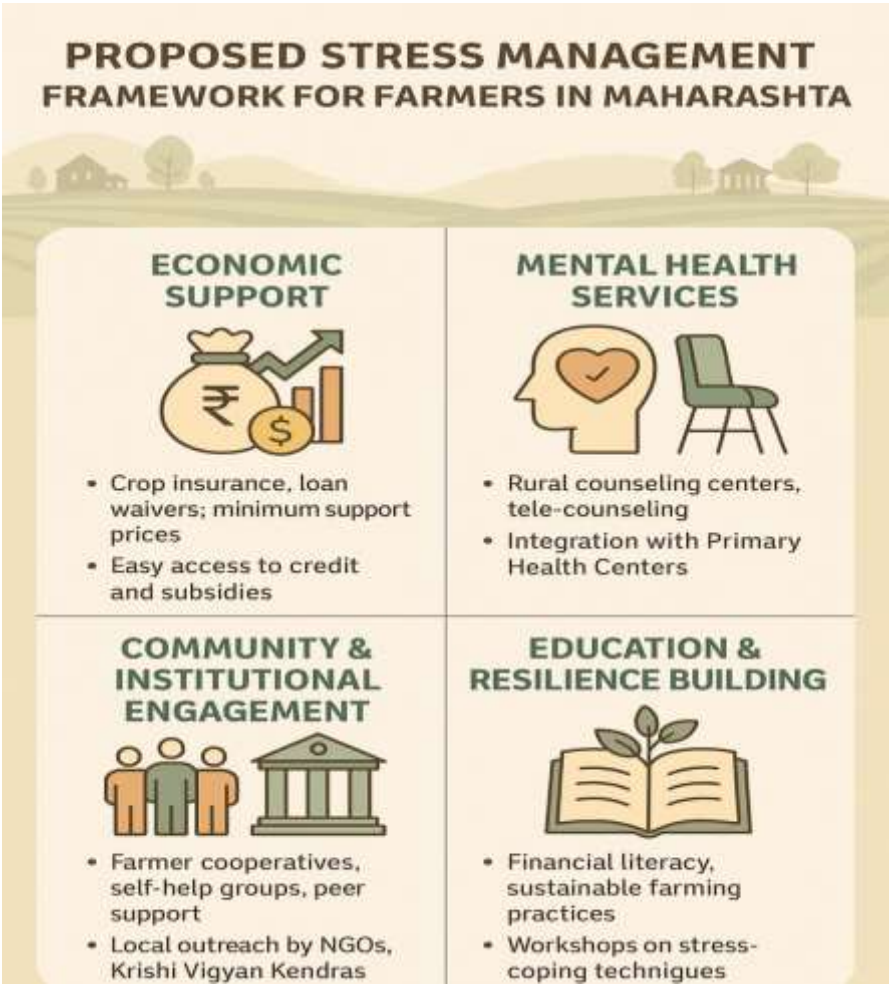 PROPOSED STRESS MANAGEMENT
FRAMEWORK FOR FARMERS IN MAHARASHTA
ECONOMIC
SUPPORT
₹
$
• Crop insurance, loan
waivers; minimum support
prices
• Easy access to credit
and subsidies
MENTAL HEALTH
SERVICES
• Rural counseling centers,
tele-counseling
• Integration with Primary
Health Centers
COMMUNITY &
INSTITUTIONAL
ENGAGEMENT
• Farmer cooperatives,
self-help groups, peer
support
• Local outreach by NGOs,
Krishi Vigyan Kendras
EDUCATION &
RESILIENCE BUILDING
• Financial literacy,
sustainable farming
practices
• Workshops on stress-
coping techniques